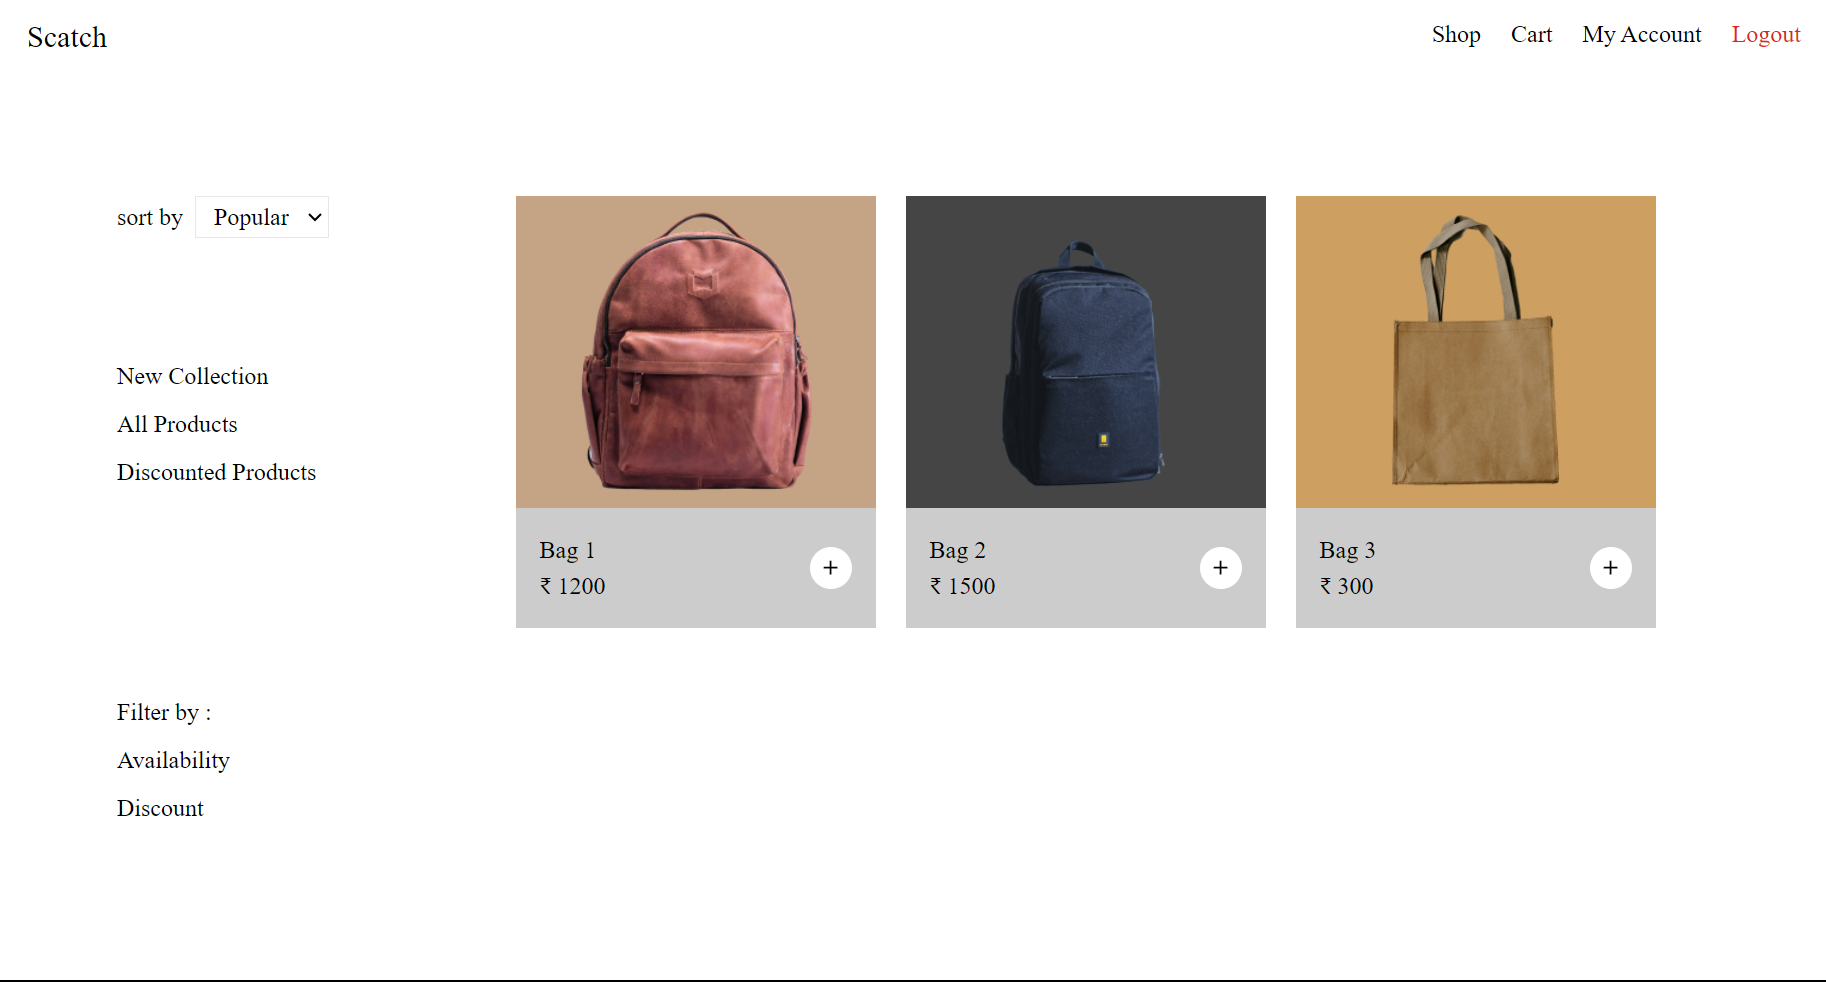 Scatch
Shop Cart My Account Logout
sort by Popular
New Collection
All Products
Discounted Products
Filter by :
Availability
Discount
Bag 1
₹ 1200
+
Bag 2
₹ 1500
+
Bag 3
₹ 300
+